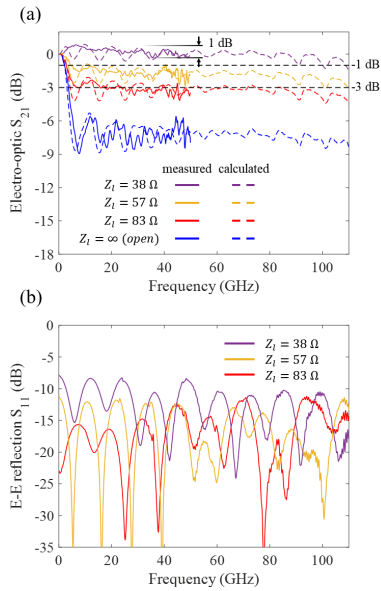 (a)
1 dB
0
-3
-6
-9
-12
-15
-18
-1 dB
-3 dB
Electro-optic S21 (dB)
measured calculated
Zl = 38 Ω
Zl = 57 Ω
Zl = 83 Ω
Zl = ∞ (open)
0 20 40 60 80 100
Frequency (GHz)
(b)
0
-5
-10
-15
-20
-25
-30
-35
E-E reflection S11 (dB)
Zl = 38 Ω
Zl = 57 Ω
Zl = 83 Ω
0 20 40 60 80 100
Frequency (GHz)